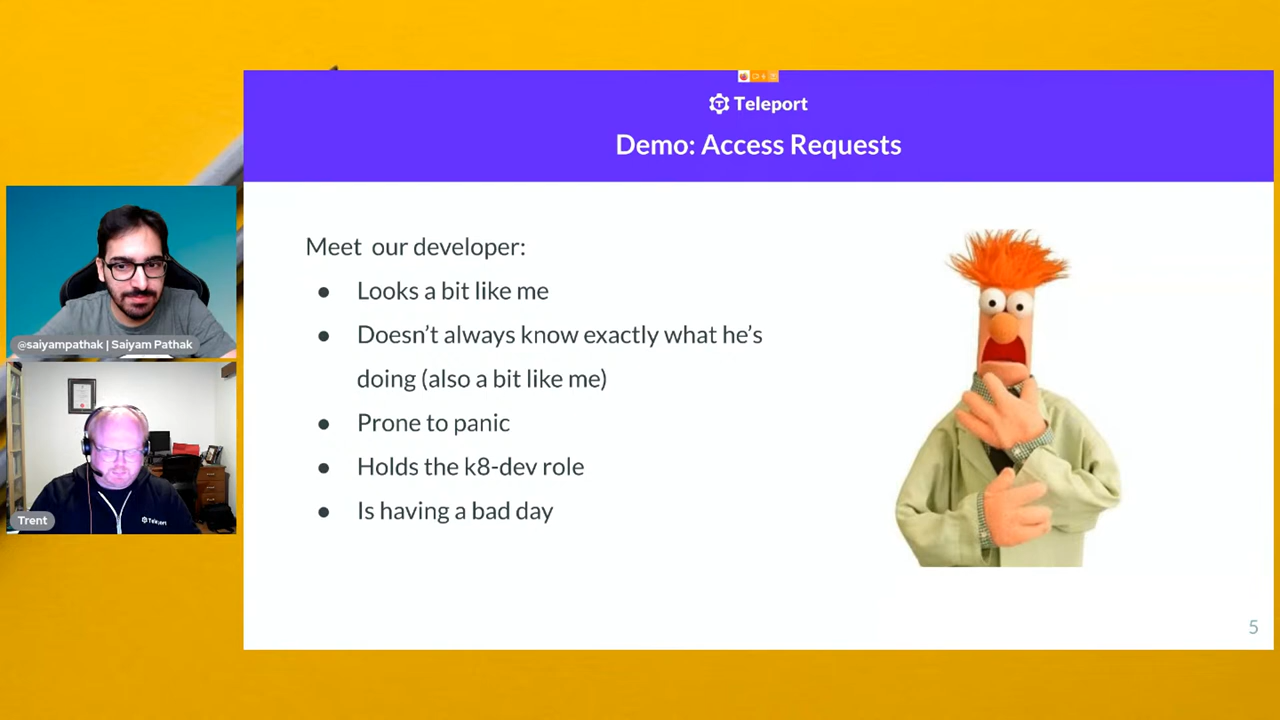 Teleport
Demo: Access Requests
Meet our developer:
● Looks a bit like me
● Doesn't always know exactly what he's
doing (also a bit like me)
● Prone to panic
● Holds the k8-dev role
● Is having a bad day
5
@saiyampathak | Saiyam Pathak
Trent
Teleport